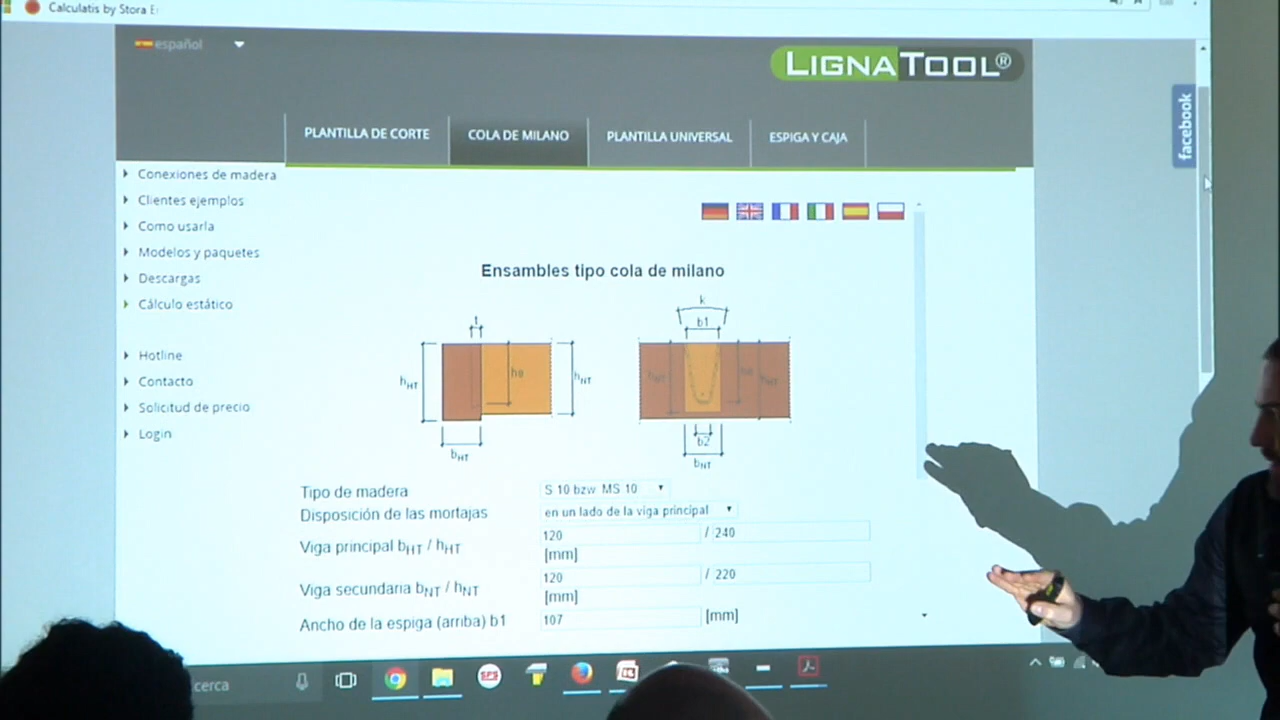 Calculatis by Stora E
español
LIGNATOOL®
PLANTILLA DE CORTE
COLA DE MILANO
PLANTILLA UNIVERSAL
ESPIGA Y CAJA
facebook
Conexiones de madera
Clientes ejemplos
Como usarla
Modelos y paquetes
Descargas
Cálculo estático
Hotline
Contacto
Solicitud de precio
Login
Ensambles tipo cola de milano
t
hHT
he
hNT
bHT
k
b1
b2
bNT
Tipo de madera
S 10 bzw. MS 10
Disposición de las mortajas
en un lado de la viga principal
Viga principal bHT / hHT
120 / 240
[mm]
Viga secundaria bNT / hNT
120 / 220
[mm]
Ancho de la espiga (arriba) b1
107 [mm]
cerca
SPS